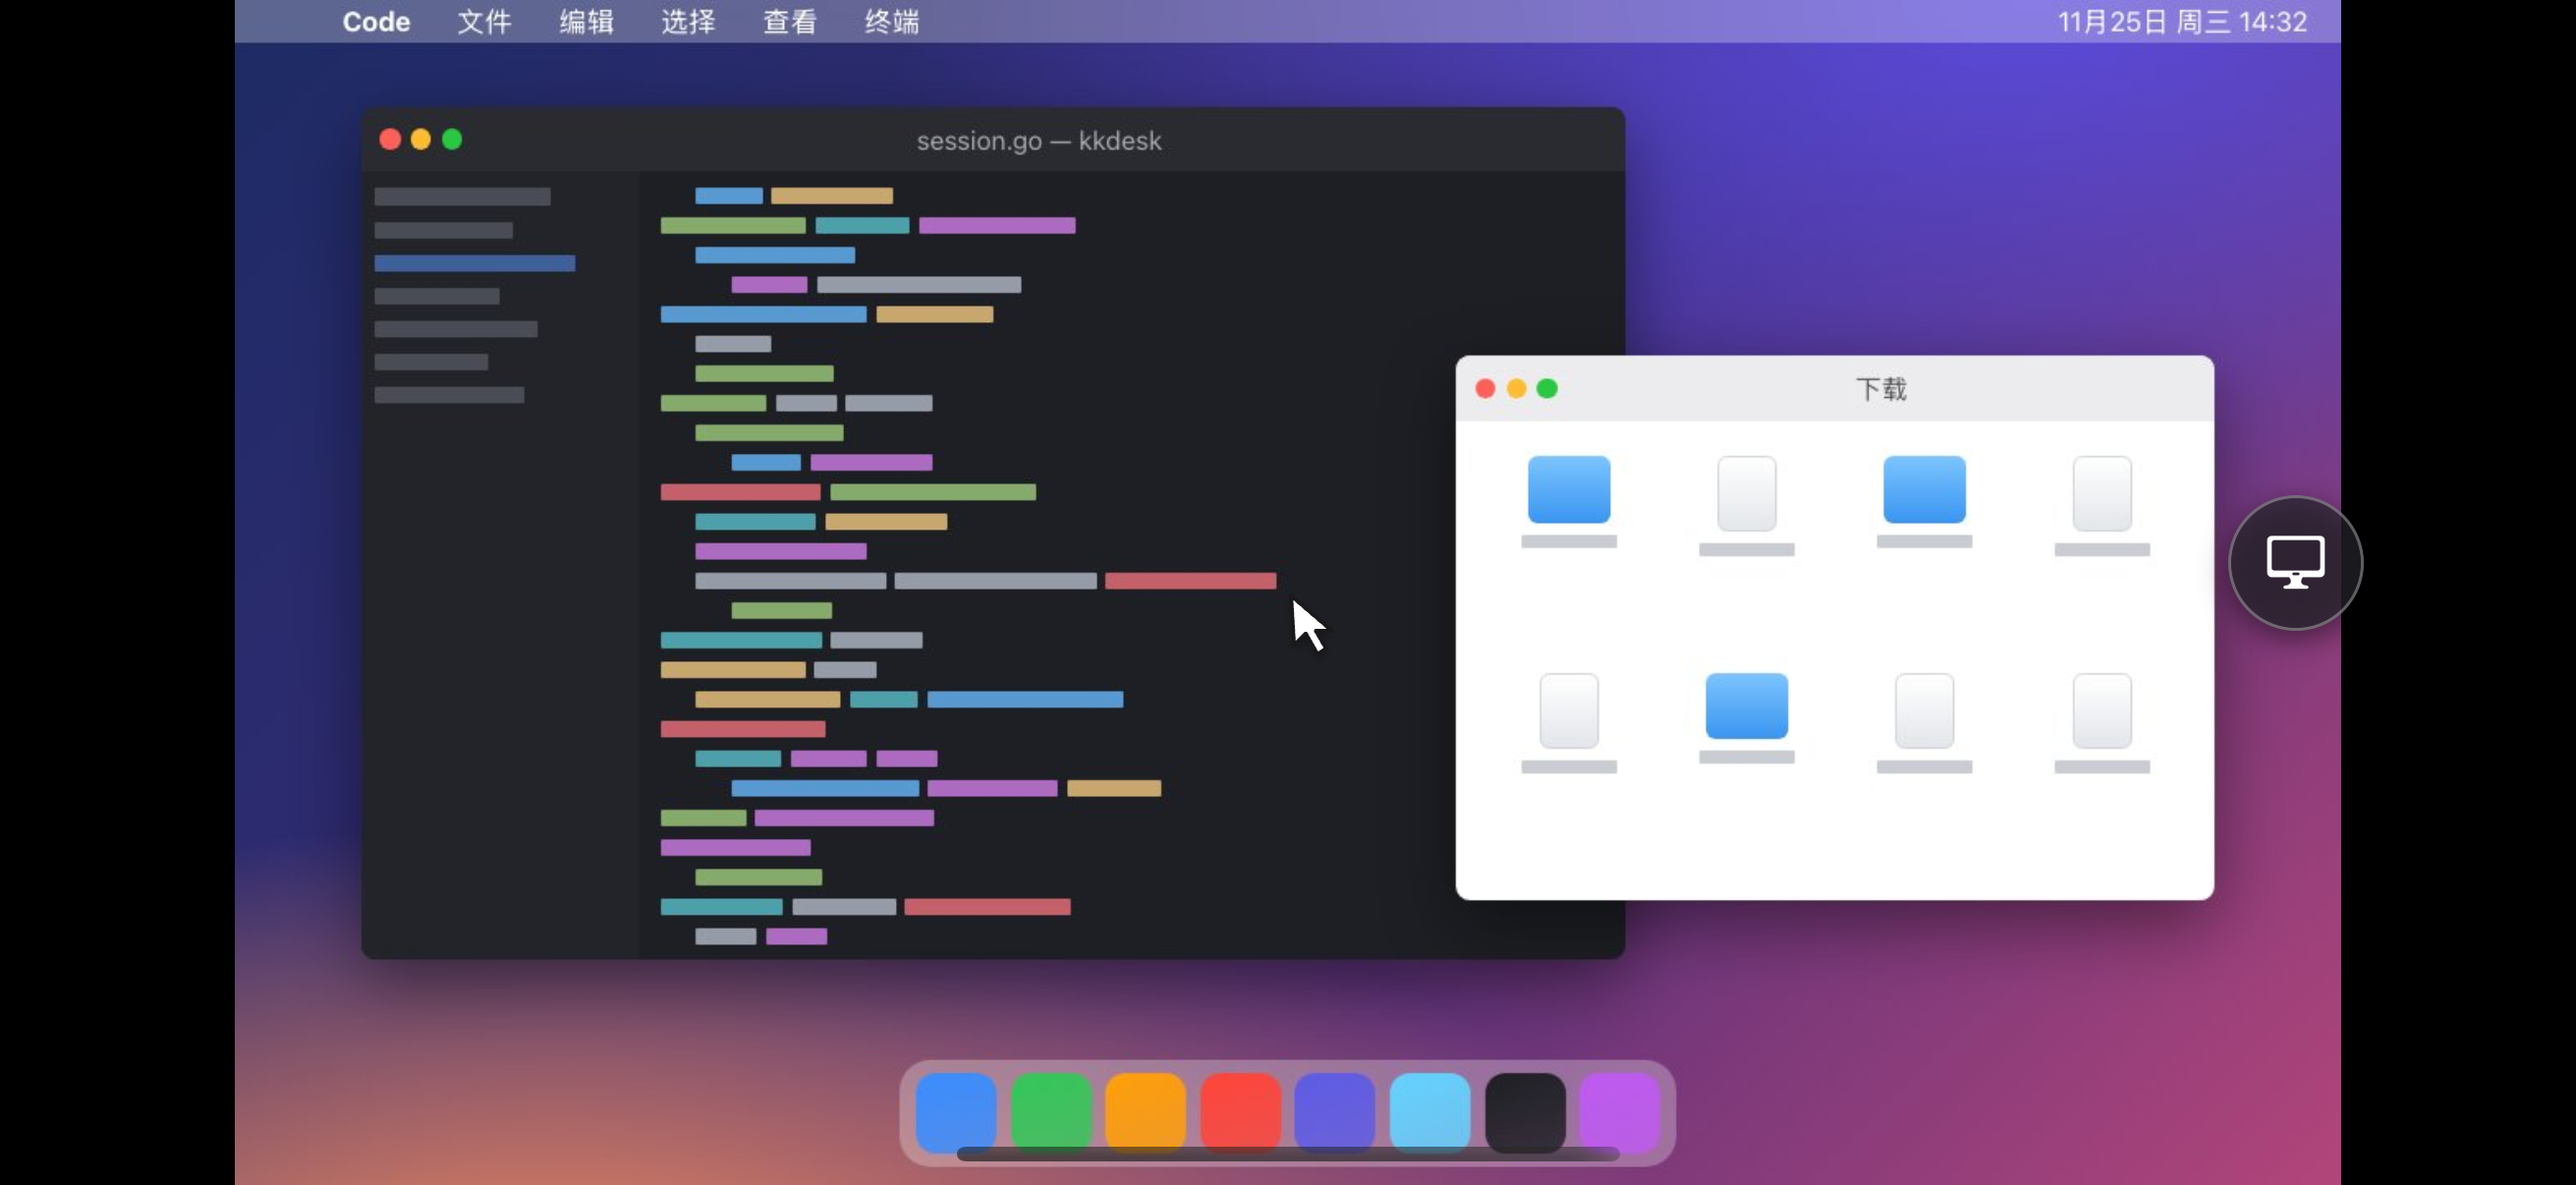 Code 文件 编辑 选择 查看 终端 11月25日 周三 14:32
session.go — kkdesk
下载